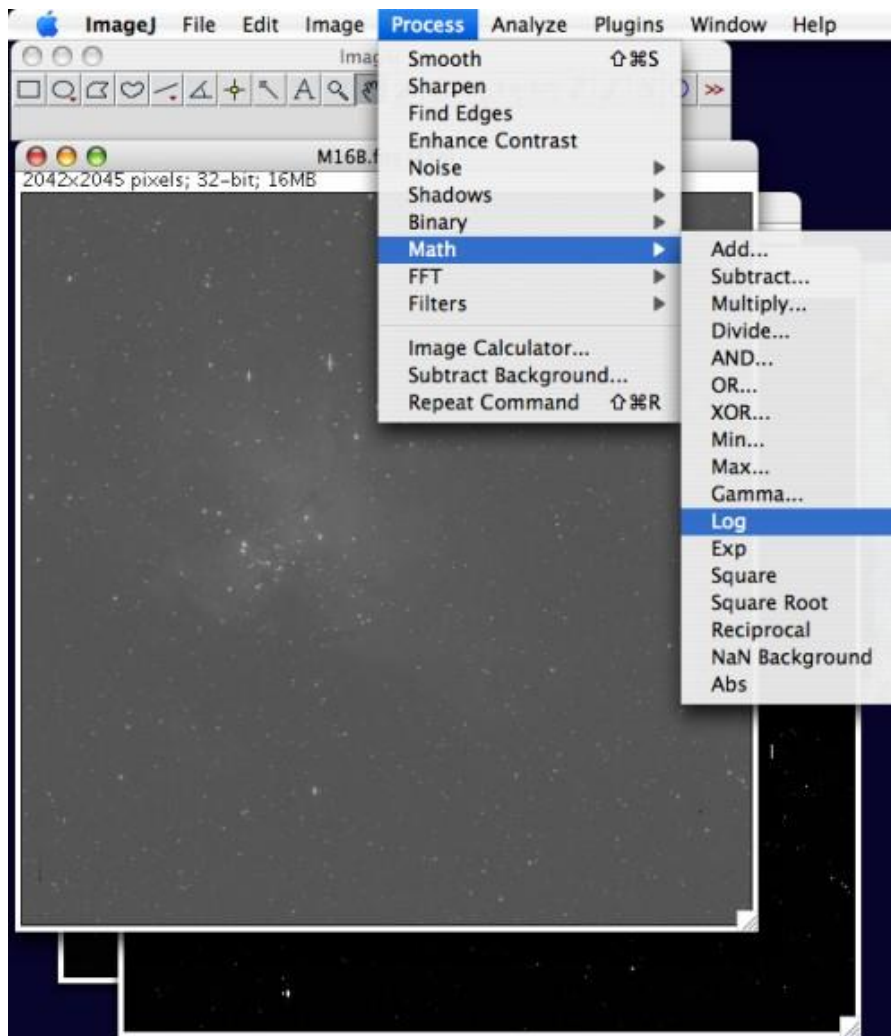 ImageJ File Edit Image Process Analyze Plugins Window Help
Smooth ⇧⌘S
Sharpen
Find Edges
Enhance Contrast
Noise
Shadows
Binary
Math
FFT
Filters
Image Calculator...
Subtract Background...
Repeat Command ⇧⌘R
Add...
Subtract...
Multiply...
Divide...
AND...
OR...
XOR...
Min...
Max...
Gamma...
Log
Exp
Square
Square Root
Reciprocal
NaN Background
Abs
A
M16B.f
2042x2045 pixels; 32-bit; 16MB